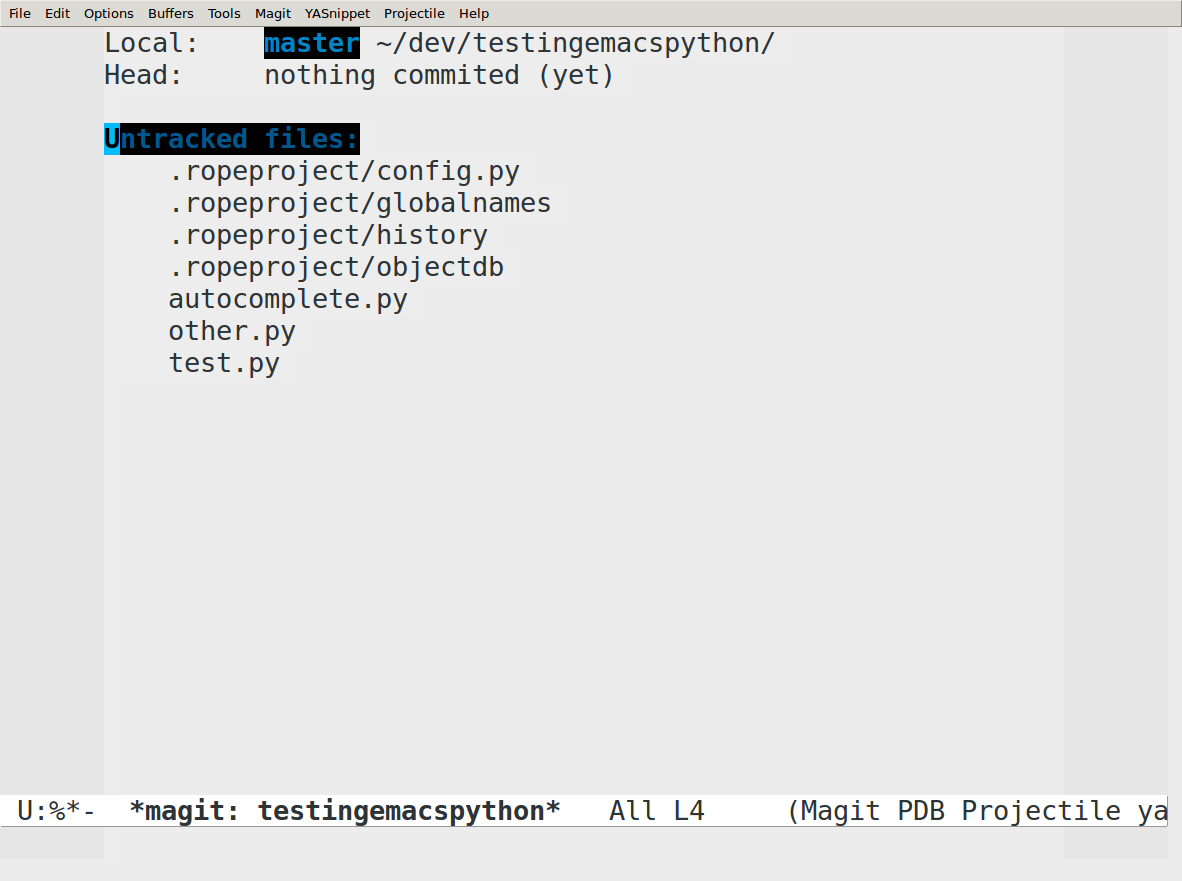 File Edit Options Buffers Tools Magit YASnippet Projectile Help
Local: master ~/dev/testingemacspython/
Head: nothing commited (yet)
Untracked files:
.ropeproject/config.py
.ropeproject/globalnames
.ropeproject/history
.ropeproject/objectdb
autocomplete.py
other.py
test.py
U:%*- *magit: testingemacspython* All L4 (Magit PDB Projectile ya